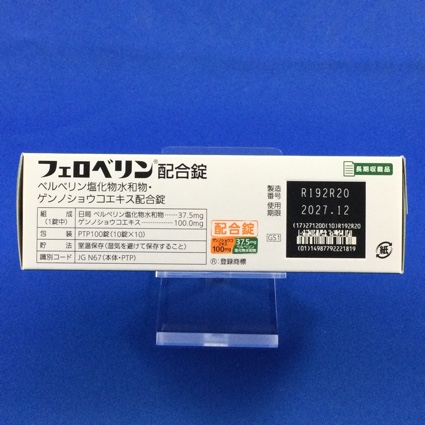 フェロベリン®配合錠
ベルベリン塩化物水和物・
ゲンノショウコエキス配合錠
組成(1錠中) 日局 ベルベリン塩化物水和物……37.5mg
ゲンノショウコエキス……100.0mg
包装 PTP100錠(10錠×10)
貯法 室温保存(湿気を避けて保存すること)
識別コード JG N67(本体・PTP)
配合錠
100mg
37.5mg
®:登録商標
長期収載品
製造番号 R192R20
使用期限 2027.12
GS1
(17)271200(10)R192R20
(01)14987792221819
紙